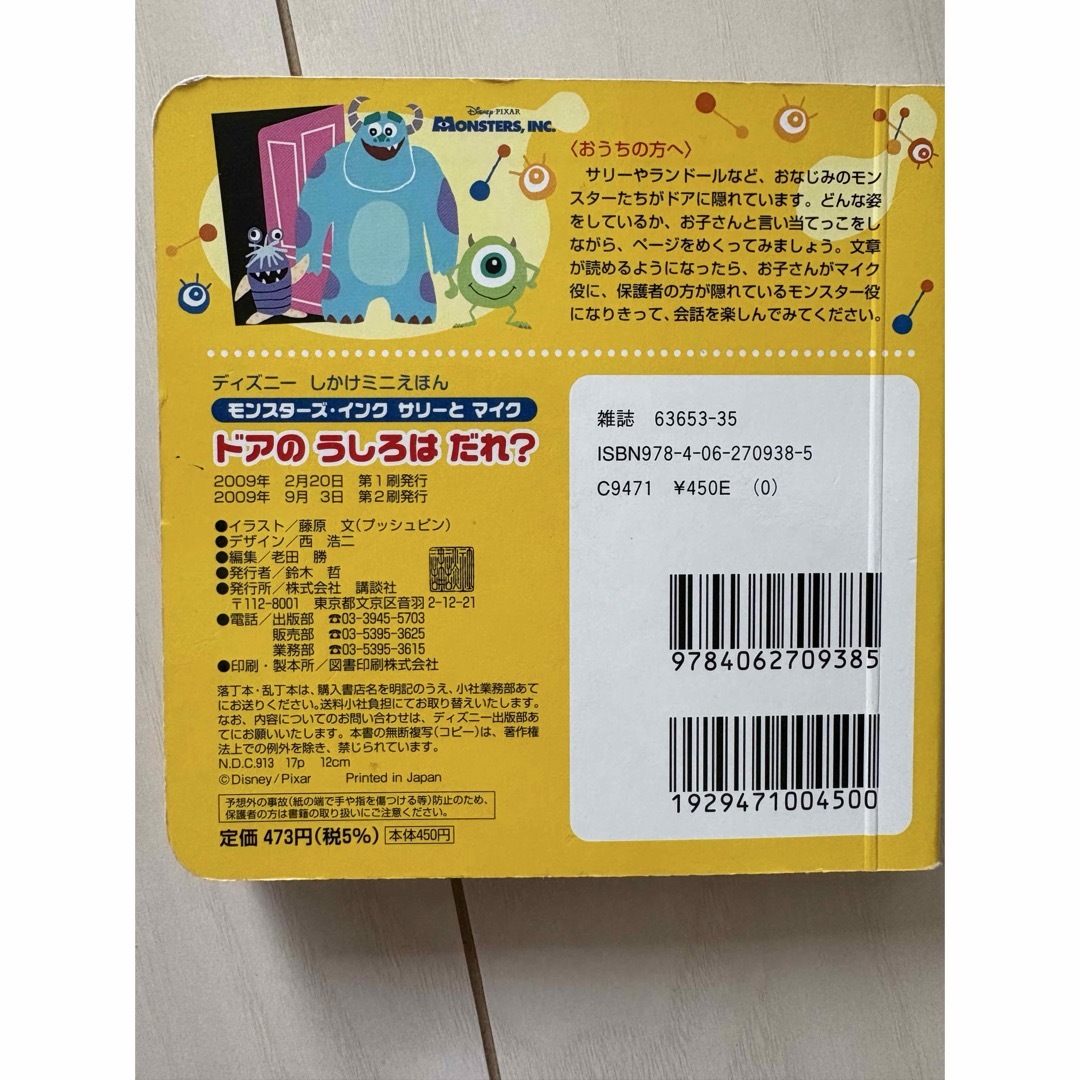 Disney PIXAR
MONSTERS, INC.
〈おうちの方へ〉
サリーやランドールなど、おなじみのモン
スターたちがドアに隠れています。どんな姿
をしているか、お子さんと言い当てっこをし
ながら、ページをめくってみましょう。文章
が読めるようになったら、お子さんがマイク
役に、保護者の方が隠れているモンスター役
になりきって、会話を楽しんでみてください。
ディズニー しかけミニえほん
モンスターズ・インク サリーと マイク
ドアの うしろは だれ?
2009年 2月20日 第1刷発行
2009年 9月 3日 第2刷発行
●イラスト/藤原 文(プッシュピン)
●デザイン/西 浩二
●編集/老田 勝
●発行者/鈴木 哲
●発行所/株式会社 講談社
〒112-8001 東京都文京区音羽2-12-21
●電話/出版部 ☎03-3945-5703
販売部 ☎03-5395-3625
業務部 ☎03-5395-3615
●印刷・製本所/図書印刷株式会社
落丁本・乱丁本は、購入書店名を明記のうえ、小社業務部あて
にお送りください。送料小社負担にてお取り替えいたします。
なお、内容についてのお問い合わせは、ディズニー出版部あ
てにお願いいたします。本書の無断複写(コピー)は、著作権
法上での例外を除き、禁じられています。
N.D.C.913 17p 12cm
©Disney/Pixar Printed in Japan
予想外の事故(紙の端で手や指を傷つける等)防止のため、
保護者の方は書籍の取り扱いにご注意ください。
定価 473円(税5%) 本体450円
雑誌 63653-35
ISBN978-4-06-270938-5
C9471 ¥450E (0)
9784062709385
1929471004500